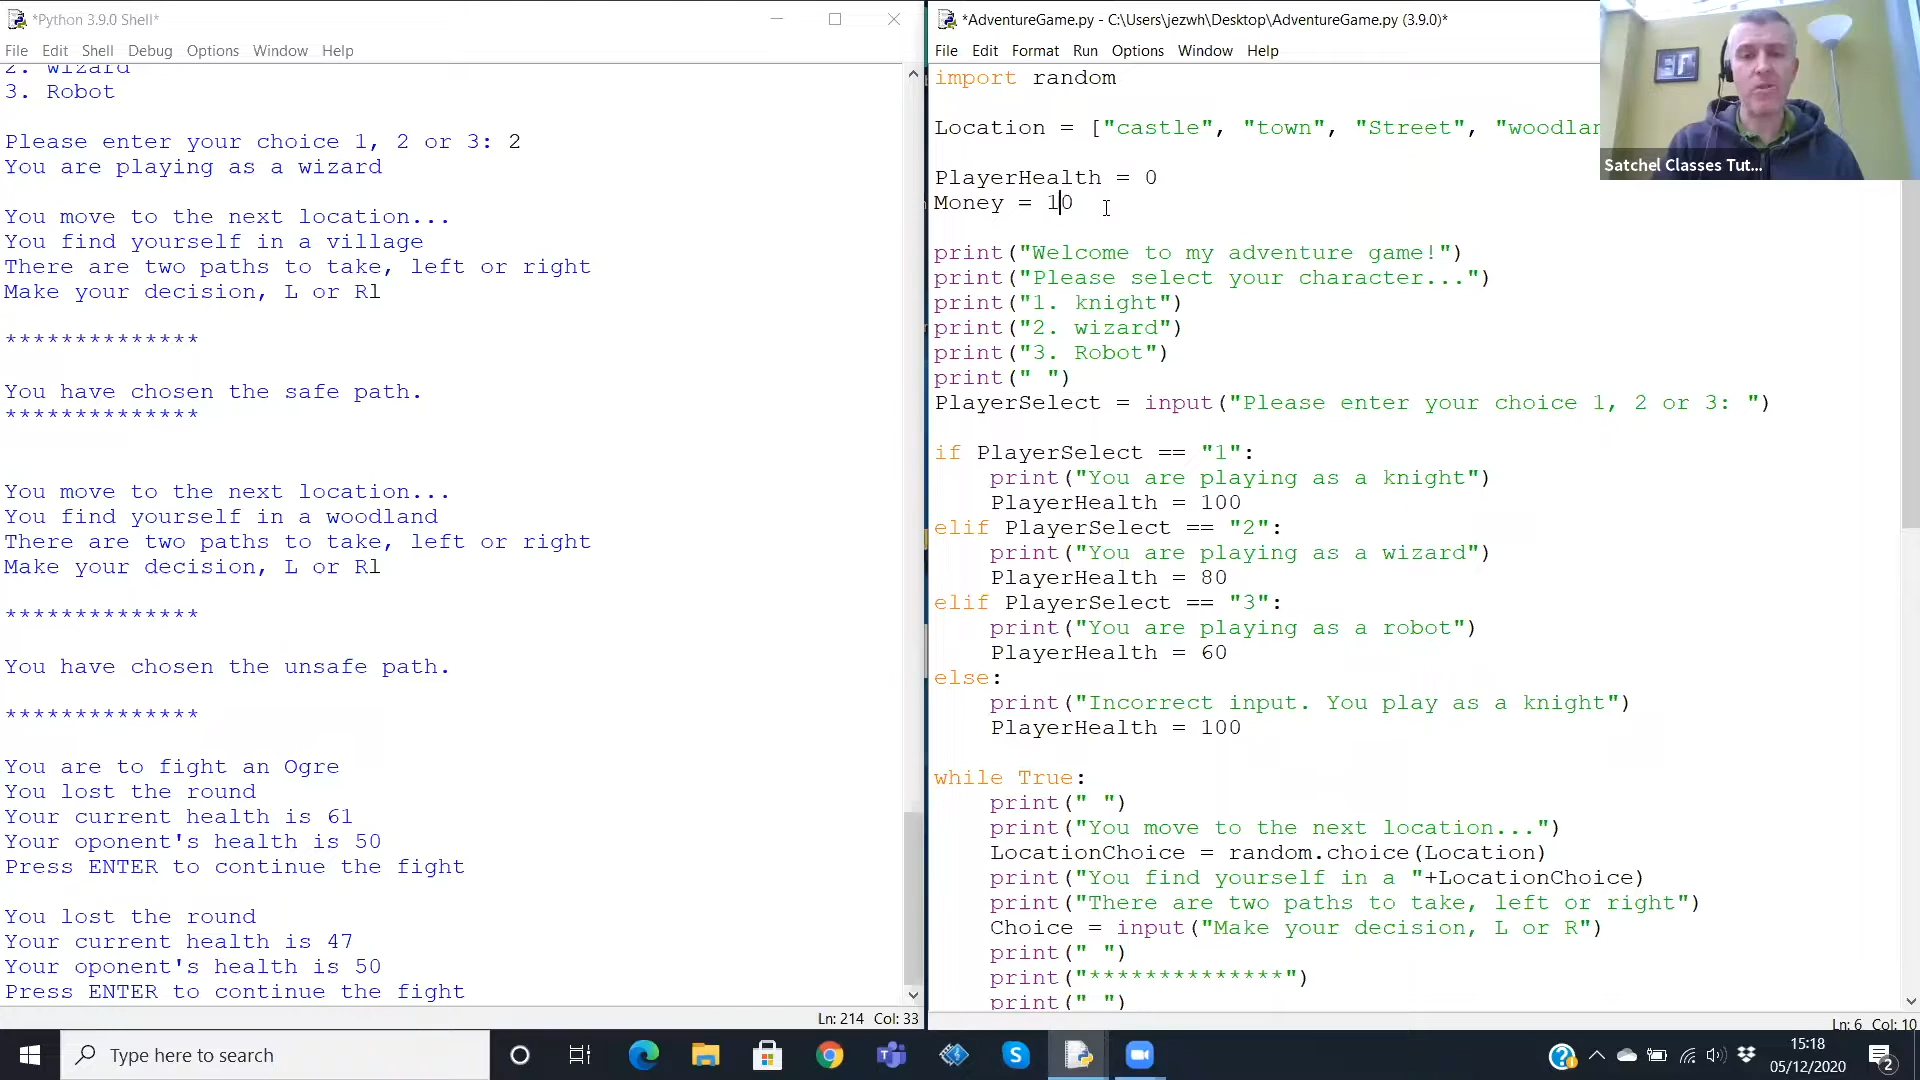 *Python 3.9.0 Shell*
File Edit Shell Debug Options Window Help
2. wizard
3. Robot
Please enter your choice 1, 2 or 3: 2
You are playing as a wizard
You move to the next location...
You find yourself in a village
There are two paths to take, left or right
Make your decision, L or Rl
**************
You have chosen the safe path.
**************
You move to the next location...
You find yourself in a woodland
There are two paths to take, left or right
Make your decision, L or Rl
**************
You have chosen the unsafe path.
**************
You are to fight an Ogre
You lost the round
Your current health is 61
Your oponent's health is 50
Press ENTER to continue the fight
You lost the round
Your current health is 47
Your oponent's health is 50
Press ENTER to continue the fight
Ln: 214 Col: 33
*AdventureGame.py - C:\Users\jezwh\Desktop\AdventureGame.py (3.9.0)*
File Edit Format Run Options Window Help
import random
Location = ["castle", "town", "Street", "woodlan
PlayerHealth = 0
Money = 10
print("Welcome to my adventure game!")
print("Please select your character...")
print("1. knight")
print("2. wizard")
print("3. Robot")
print(" ")
PlayerSelect = input("Please enter your choice 1, 2 or 3: ")
if PlayerSelect == "1":
    print("You are playing as a knight")
    PlayerHealth = 100
elif PlayerSelect == "2":
    print("You are playing as a wizard")
    PlayerHealth = 80
elif PlayerSelect == "3":
    print("You are playing as a robot")
    PlayerHealth = 60
else:
    print("Incorrect input. You play as a knight")
    PlayerHealth = 100
while True:
    print(" ")
    print("You move to the next location...")
    LocationChoice = random.choice(Location)
    print("You find yourself in a "+LocationChoice)
    print("There are two paths to take, left or right")
    Choice = input("Make your decision, L or R")
    print(" ")
    print("**************")
    print(" ")
Ln: 6 Col: 10
Satchel Classes Tut...
Type here to search
15:18
05/12/2020
2